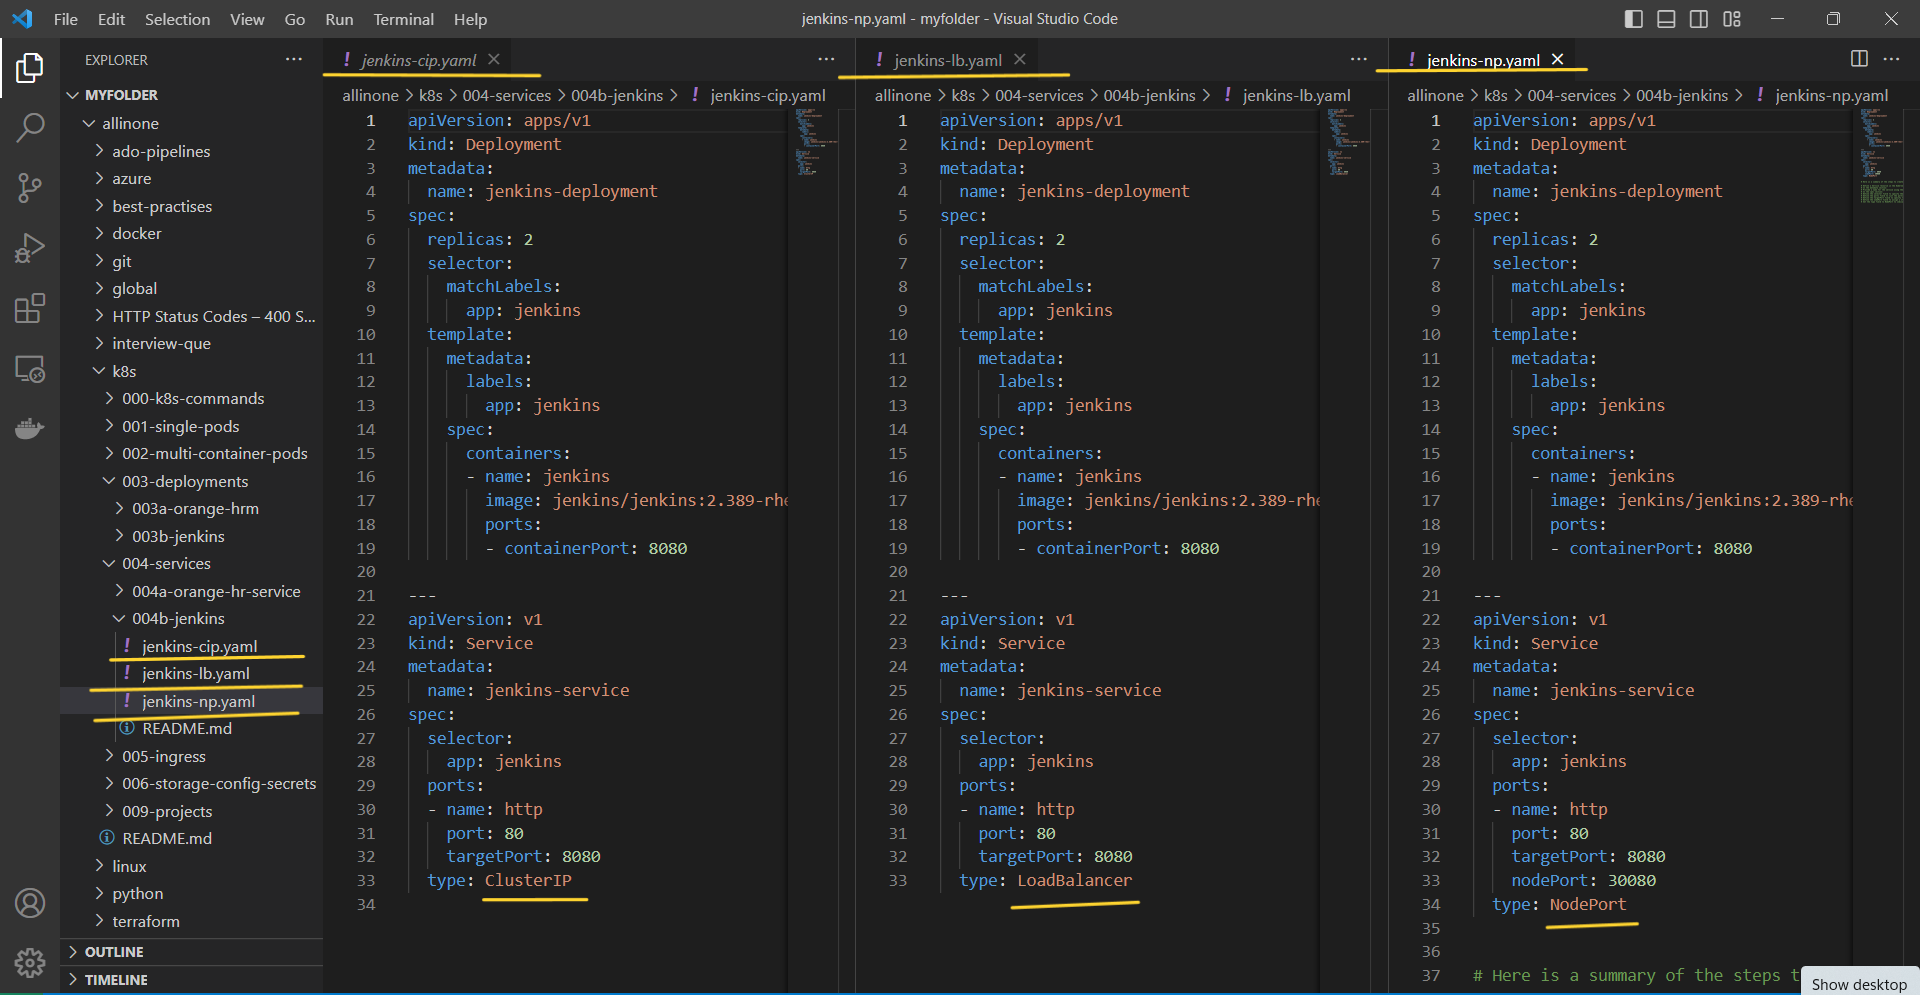 File Edit Selection View Go Run Terminal Help
jenkins-np.yaml - myfolder - Visual Studio Code
EXPLORER
MYFOLDER
allinone
ado-pipelines
azure
best-practises
docker
git
global
HTTP Status Codes – 400 S...
interview-que
k8s
000-k8s-commands
001-single-pods
002-multi-container-pods
003-deployments
003a-orange-hrm
003b-jenkins
004-services
004a-orange-hr-service
004b-jenkins
! jenkins-cip.yaml
! jenkins-lb.yaml
! jenkins-np.yaml
README.md
005-ingress
006-storage-config-secrets
009-projects
README.md
linux
python
terraform
OUTLINE
TIMELINE
! jenkins-cip.yaml
allinone > k8s > 004-services > 004b-jenkins > ! jenkins-cip.yaml
1 apiVersion: apps/v1
2 kind: Deployment
3 metadata:
4 name: jenkins-deployment
5 spec:
6 replicas: 2
7 selector:
8 matchLabels:
9 app: jenkins
10 template:
11 metadata:
12 labels:
13 app: jenkins
14 spec:
15 containers:
16 - name: jenkins
17 image: jenkins/jenkins:2.389-rhe
18 ports:
19 - containerPort: 8080
20
21 ---
22 apiVersion: v1
23 kind: Service
24 metadata:
25 name: jenkins-service
26 spec:
27 selector:
28 app: jenkins
29 ports:
30 - name: http
31 port: 80
32 targetPort: 8080
33 type: ClusterIP
34
! jenkins-lb.yaml
allinone > k8s > 004-services > 004b-jenkins > ! jenkins-lb.yaml
1 apiVersion: apps/v1
2 kind: Deployment
3 metadata:
4 name: jenkins-deployment
5 spec:
6 replicas: 2
7 selector:
8 matchLabels:
9 app: jenkins
10 template:
11 metadata:
12 labels:
13 app: jenkins
14 spec:
15 containers:
16 - name: jenkins
17 image: jenkins/jenkins:2.389-rhe
18 ports:
19 - containerPort: 8080
20
21 ---
22 apiVersion: v1
23 kind: Service
24 metadata:
25 name: jenkins-service
26 spec:
27 selector:
28 app: jenkins
29 ports:
30 - name: http
31 port: 80
32 targetPort: 8080
33 type: LoadBalancer
! jenkins-np.yaml
allinone > k8s > 004-services > 004b-jenkins > ! jenkins-np.yaml
1 apiVersion: apps/v1
2 kind: Deployment
3 metadata:
4 name: jenkins-deployment
5 spec:
6 replicas: 2
7 selector:
8 matchLabels:
9 app: jenkins
10 template:
11 metadata:
12 labels:
13 app: jenkins
14 spec:
15 containers:
16 - name: jenkins
17 image: jenkins/jenkins:2.389-rhe
18 ports:
19 - containerPort: 8080
20
21 ---
22 apiVersion: v1
23 kind: Service
24 metadata:
25 name: jenkins-service
26 spec:
27 selector:
28 app: jenkins
29 ports:
30 - name: http
31 port: 80
32 targetPort: 8080
33 nodePort: 30080
34 type: NodePort
35
36
37 # Here is a summary of the steps t
Show desktop